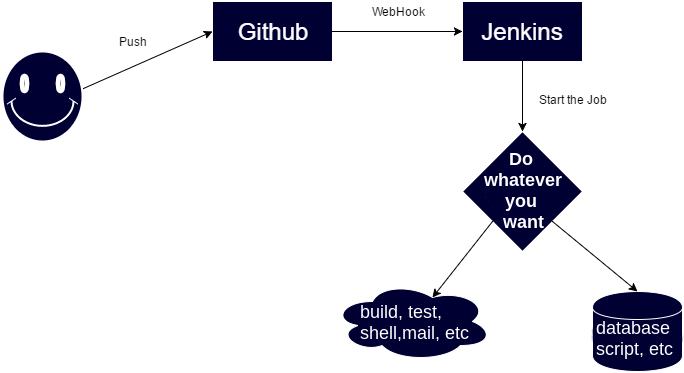 WebHook
Github
Jenkins
Push
Start the Job
Do
whatever
you
want
build, test,
shell,mail, etc
database
script, etc